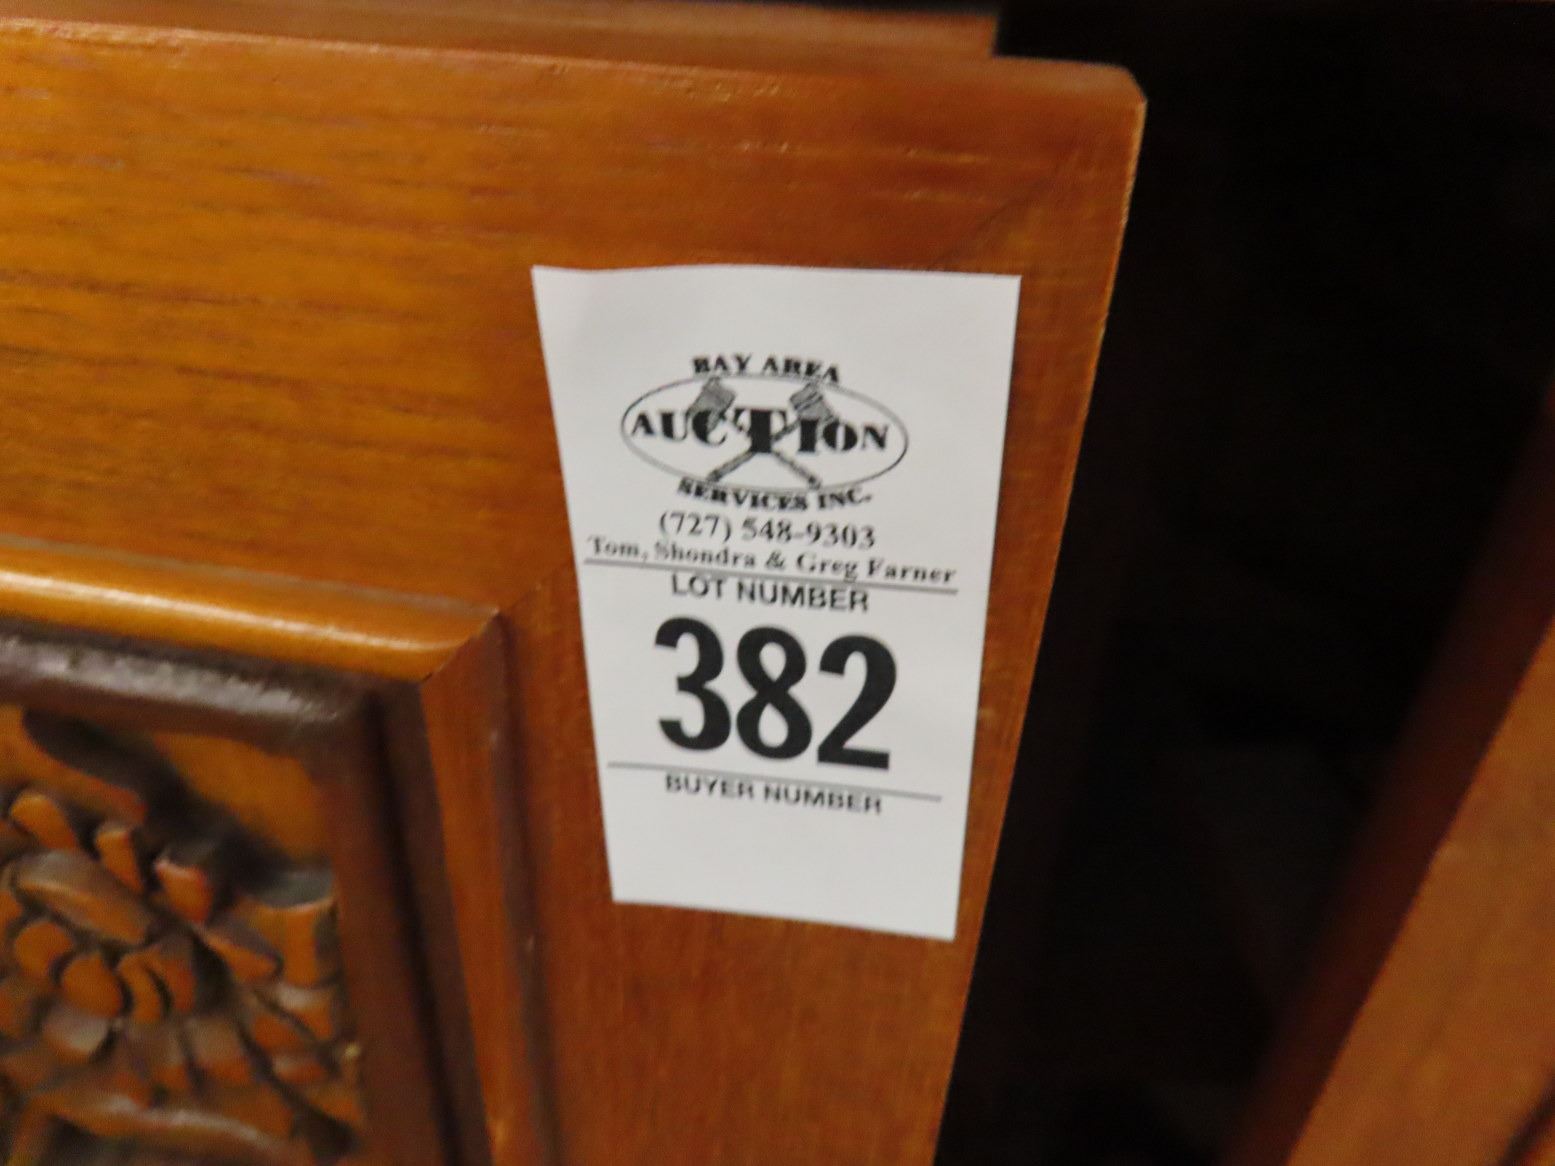 BAY AREA
AUCTION
SERVICES INC.
(727) 548-9303
Tom, Shondra & Greg Farner
LOT NUMBER
382
BUYER NUMBER